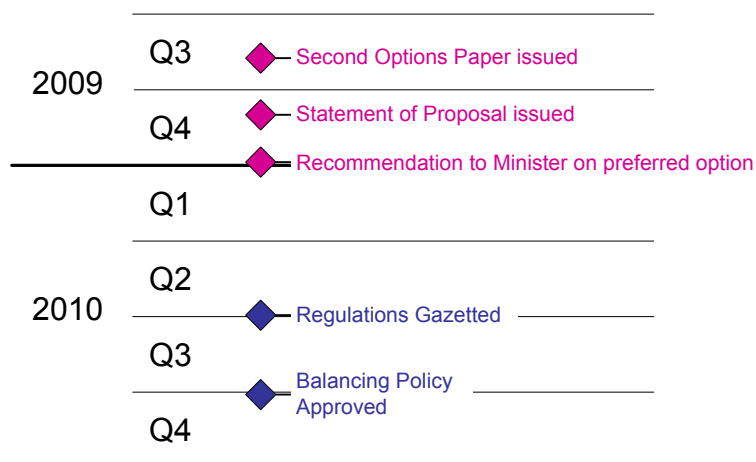 Q3
Second Options Paper issued
2009
Q4
Statement of Proposal issued
Recommendation to Minister on preferred option
Q1
Q2
2010
Regulations Gazetted
Q3
Balancing Policy
Approved
Q4